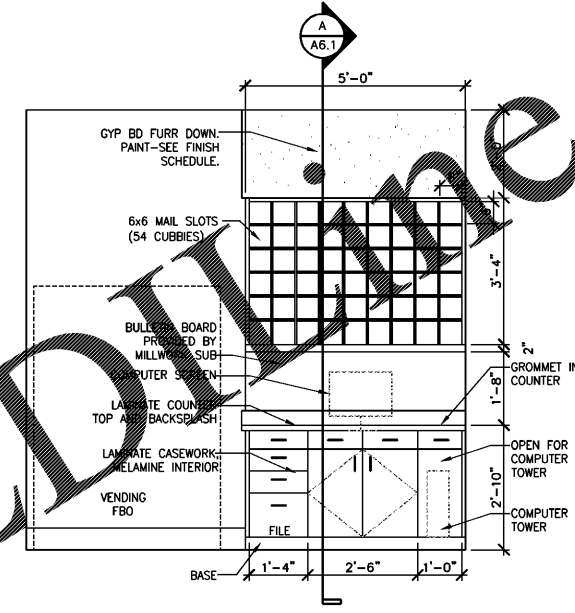 A
A6.1
5'-0"
GYP BD FURR DOWN.
PAINT-SEE FINISH
SCHEDULE.
6x6 MAIL SLOTS
(54 CUBBIES)
3'-4"
BULLETIN BOARD
PROVIDED BY
MILLWORK SUB
2"
COMPUTER SCREEN
GROMMET IN
COUNTER
1'-8"
LAMINATE COUNTER
TOP AND BACKSPLASH
LAMINATE CASEWORK
MELAMINE INTERIOR
OPEN FOR
COMPUTER
TOWER
2'-10"
VENDING
FBO
FILE
COMPUTER
TOWER
BASE
1'-4"
2'-6"
1'-0"